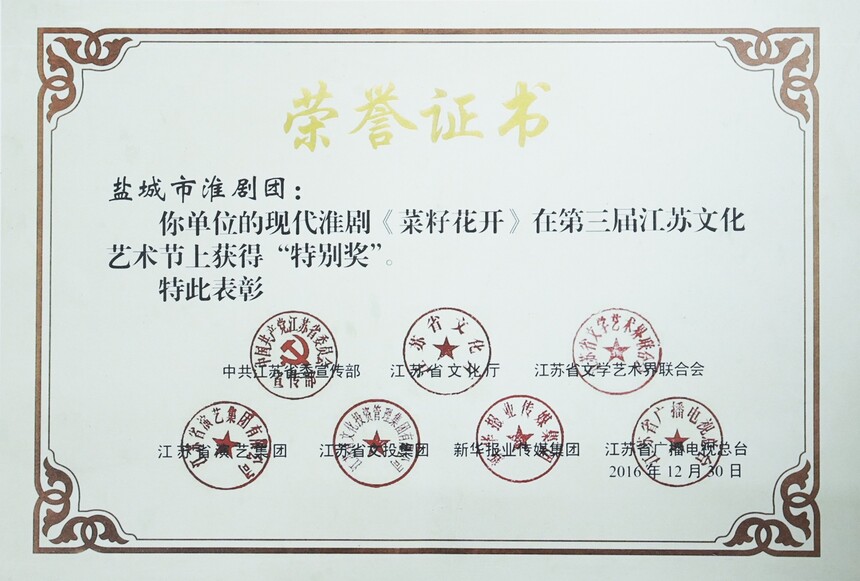 荣誉证书
盐城市淮剧团：
你单位的现代淮剧《菜籽花开》在第三届江苏文化
艺术节上获得“特别奖”。
特此表彰
中共江苏省委宣传部 江苏省文化厅 江苏省文学艺术界联合会
江苏省演艺集团 江苏省文投集团 新华报业传媒集团 江苏省广播电视总台
2016年12月30日